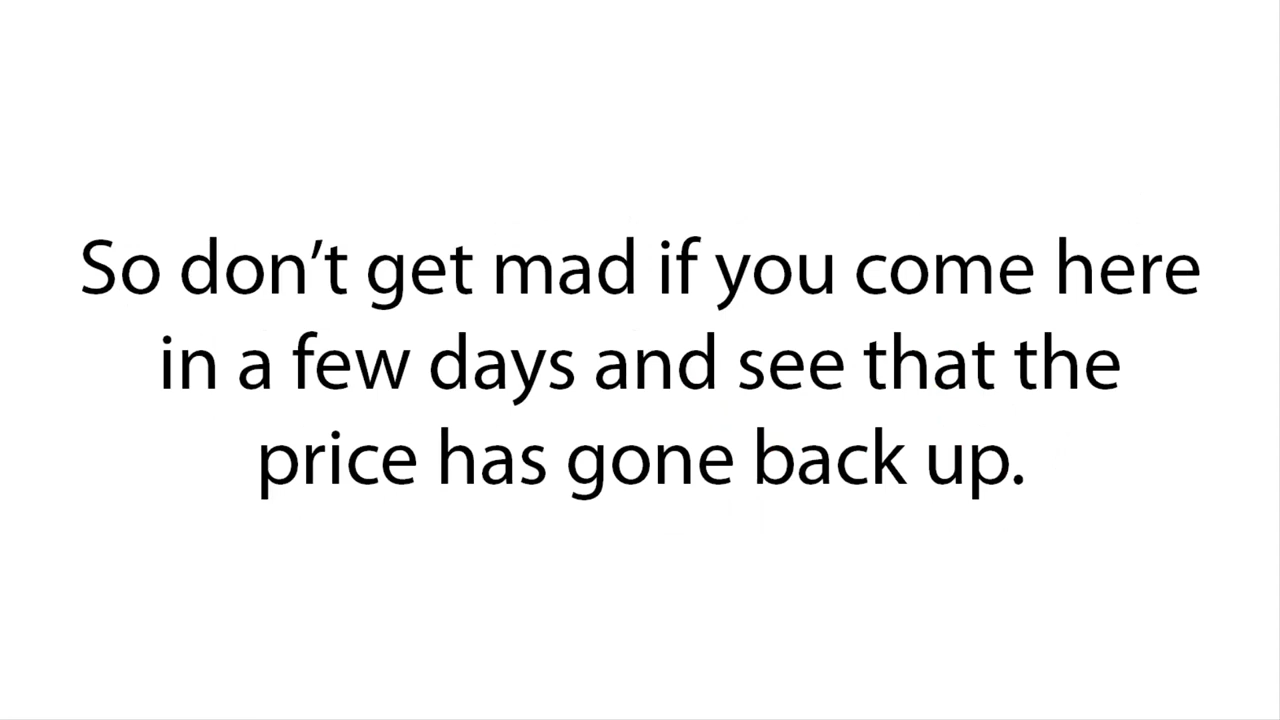 So don’t get mad if you come here
in a few days and see that the
price has gone back up.